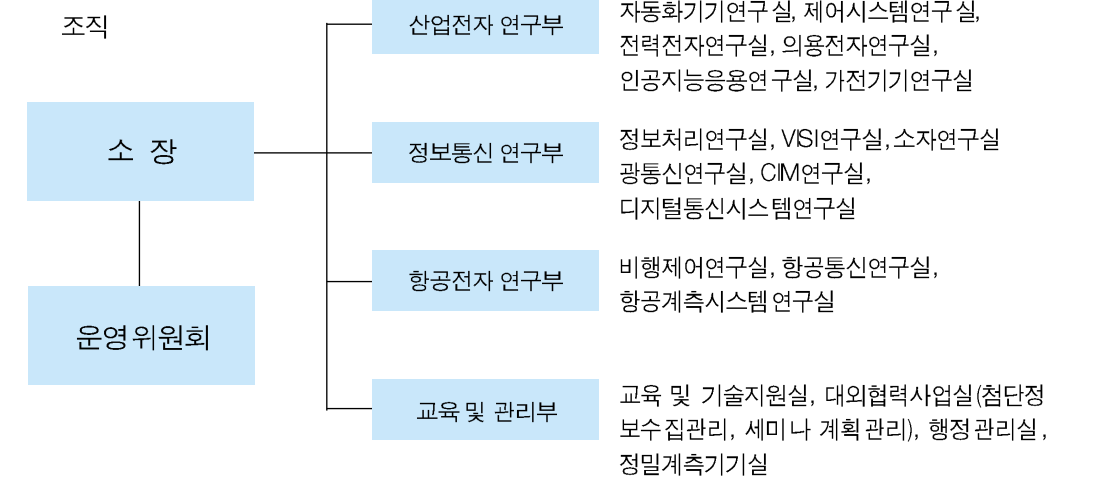 조직
산업전자 연구부
자동화기기연구실, 제어시스템연구실,
전력전자연구실, 의용전자연구실,
인공지능응용연구실, 가전기기연구실
소 장
정보통신 연구부
정보처리연구실, VISI연구실, 소자연구실
광통신연구실, CIM연구실,
디지털통신시스템연구실
운영위원회
항공전자 연구부
비행제어연구실, 항공통신연구실,
항공계측시스템연구실
교육 및 관리부
교육 및 기술지원실, 대외협력사업실(첨단정
보수집관리, 세미나 계획관리), 행정관리실,
정밀계측기기실